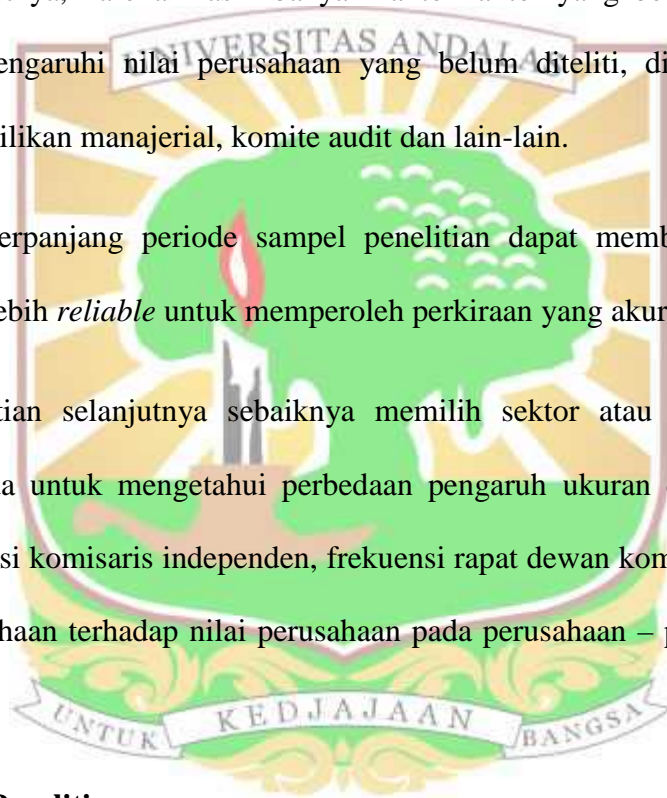 UNIVERSITAS ANDALAS
mengaruhi nilai perusahaan yang belum diteliti, di
ilikan manajerial, komite audit dan lain-lain.
erpanjang periode sampel penelitian dapat memb
ebih reliable untuk memperoleh perkiraan yang akur
tian selanjutnya sebaiknya memilih sektor atau
a untuk mengetahui perbedaan pengaruh ukuran
si komisaris independen, frekuensi rapat dewan kom
haan terhadap nilai perusahaan pada perusahaan – p
UNTUK KEDJAJAAN BANGSA